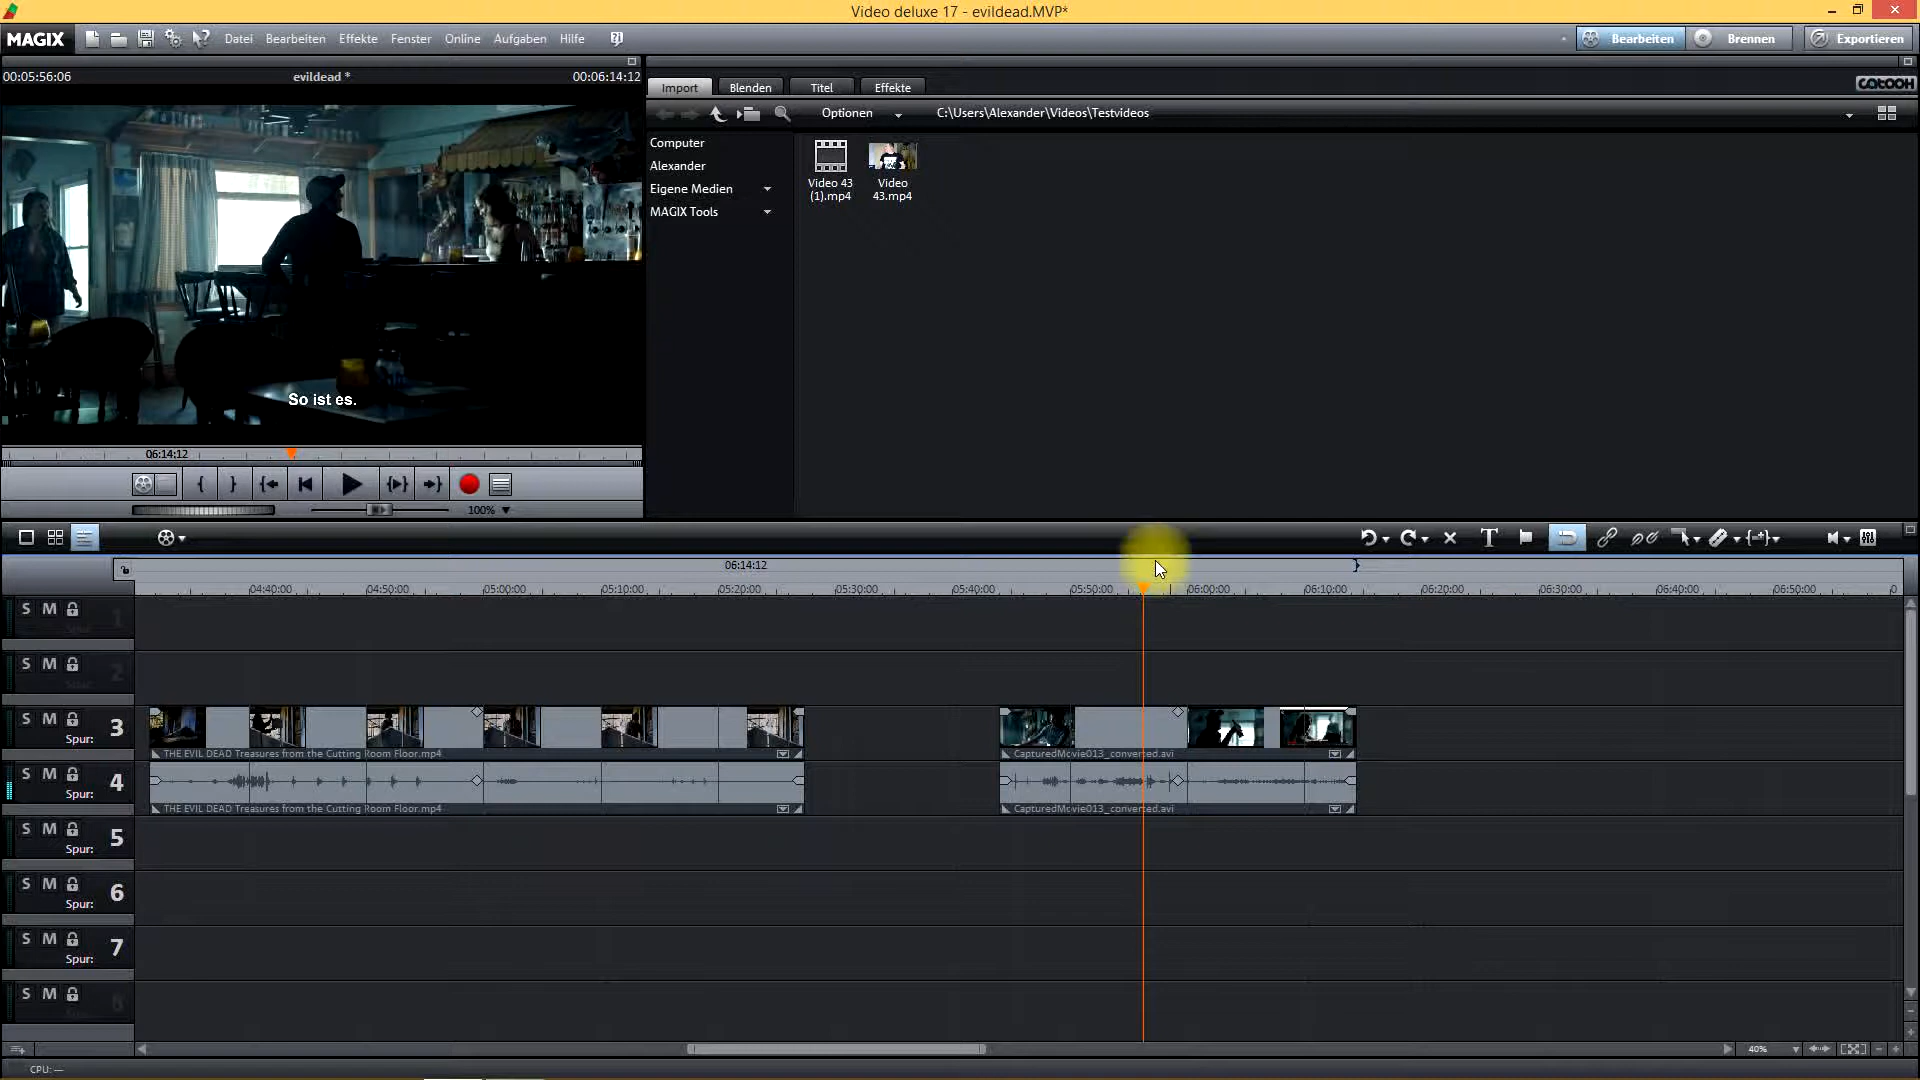 Video deluxe 17 - evildead.MVP*
MAGIX
Datei Bearbeiten Effekte Fenster Online Aufgaben Hilfe
Bearbeiten Brennen Exportieren
00:05:56:06 evildead * 00:06:14:12
Import Blenden Titel Effekte catooh
Optionen C:\Users\Alexander\Videos\Testvideos
Computer
Alexander
Eigene Medien
MAGIX Tools
Video 43
(1).mp4
Video
43.mp4
So ist es.
06:14:12
100%
06:14:12
04:40:00 04:50:00 05:00:00 05:10:00 05:20:00 05:30:00 05:40:00 05:50:00 06:00:00 06:10:00 06:20:00 06:30:00 06:40:00 06:50:00
S M 1
S M 2
S M
Spur: 3
THE EVIL DEAD Treasures from the Cutting Room Floor.mp4 CapturedMovie013_converted.avi
S M
Spur: 4
THE EVIL DEAD Treasures from the Cutting Room Floor.mp4 CapturedMovie013_converted.avi
S M
Spur: 5
S M
Spur: 6
S M
Spur: 7
S M 8
40%
CPU: —